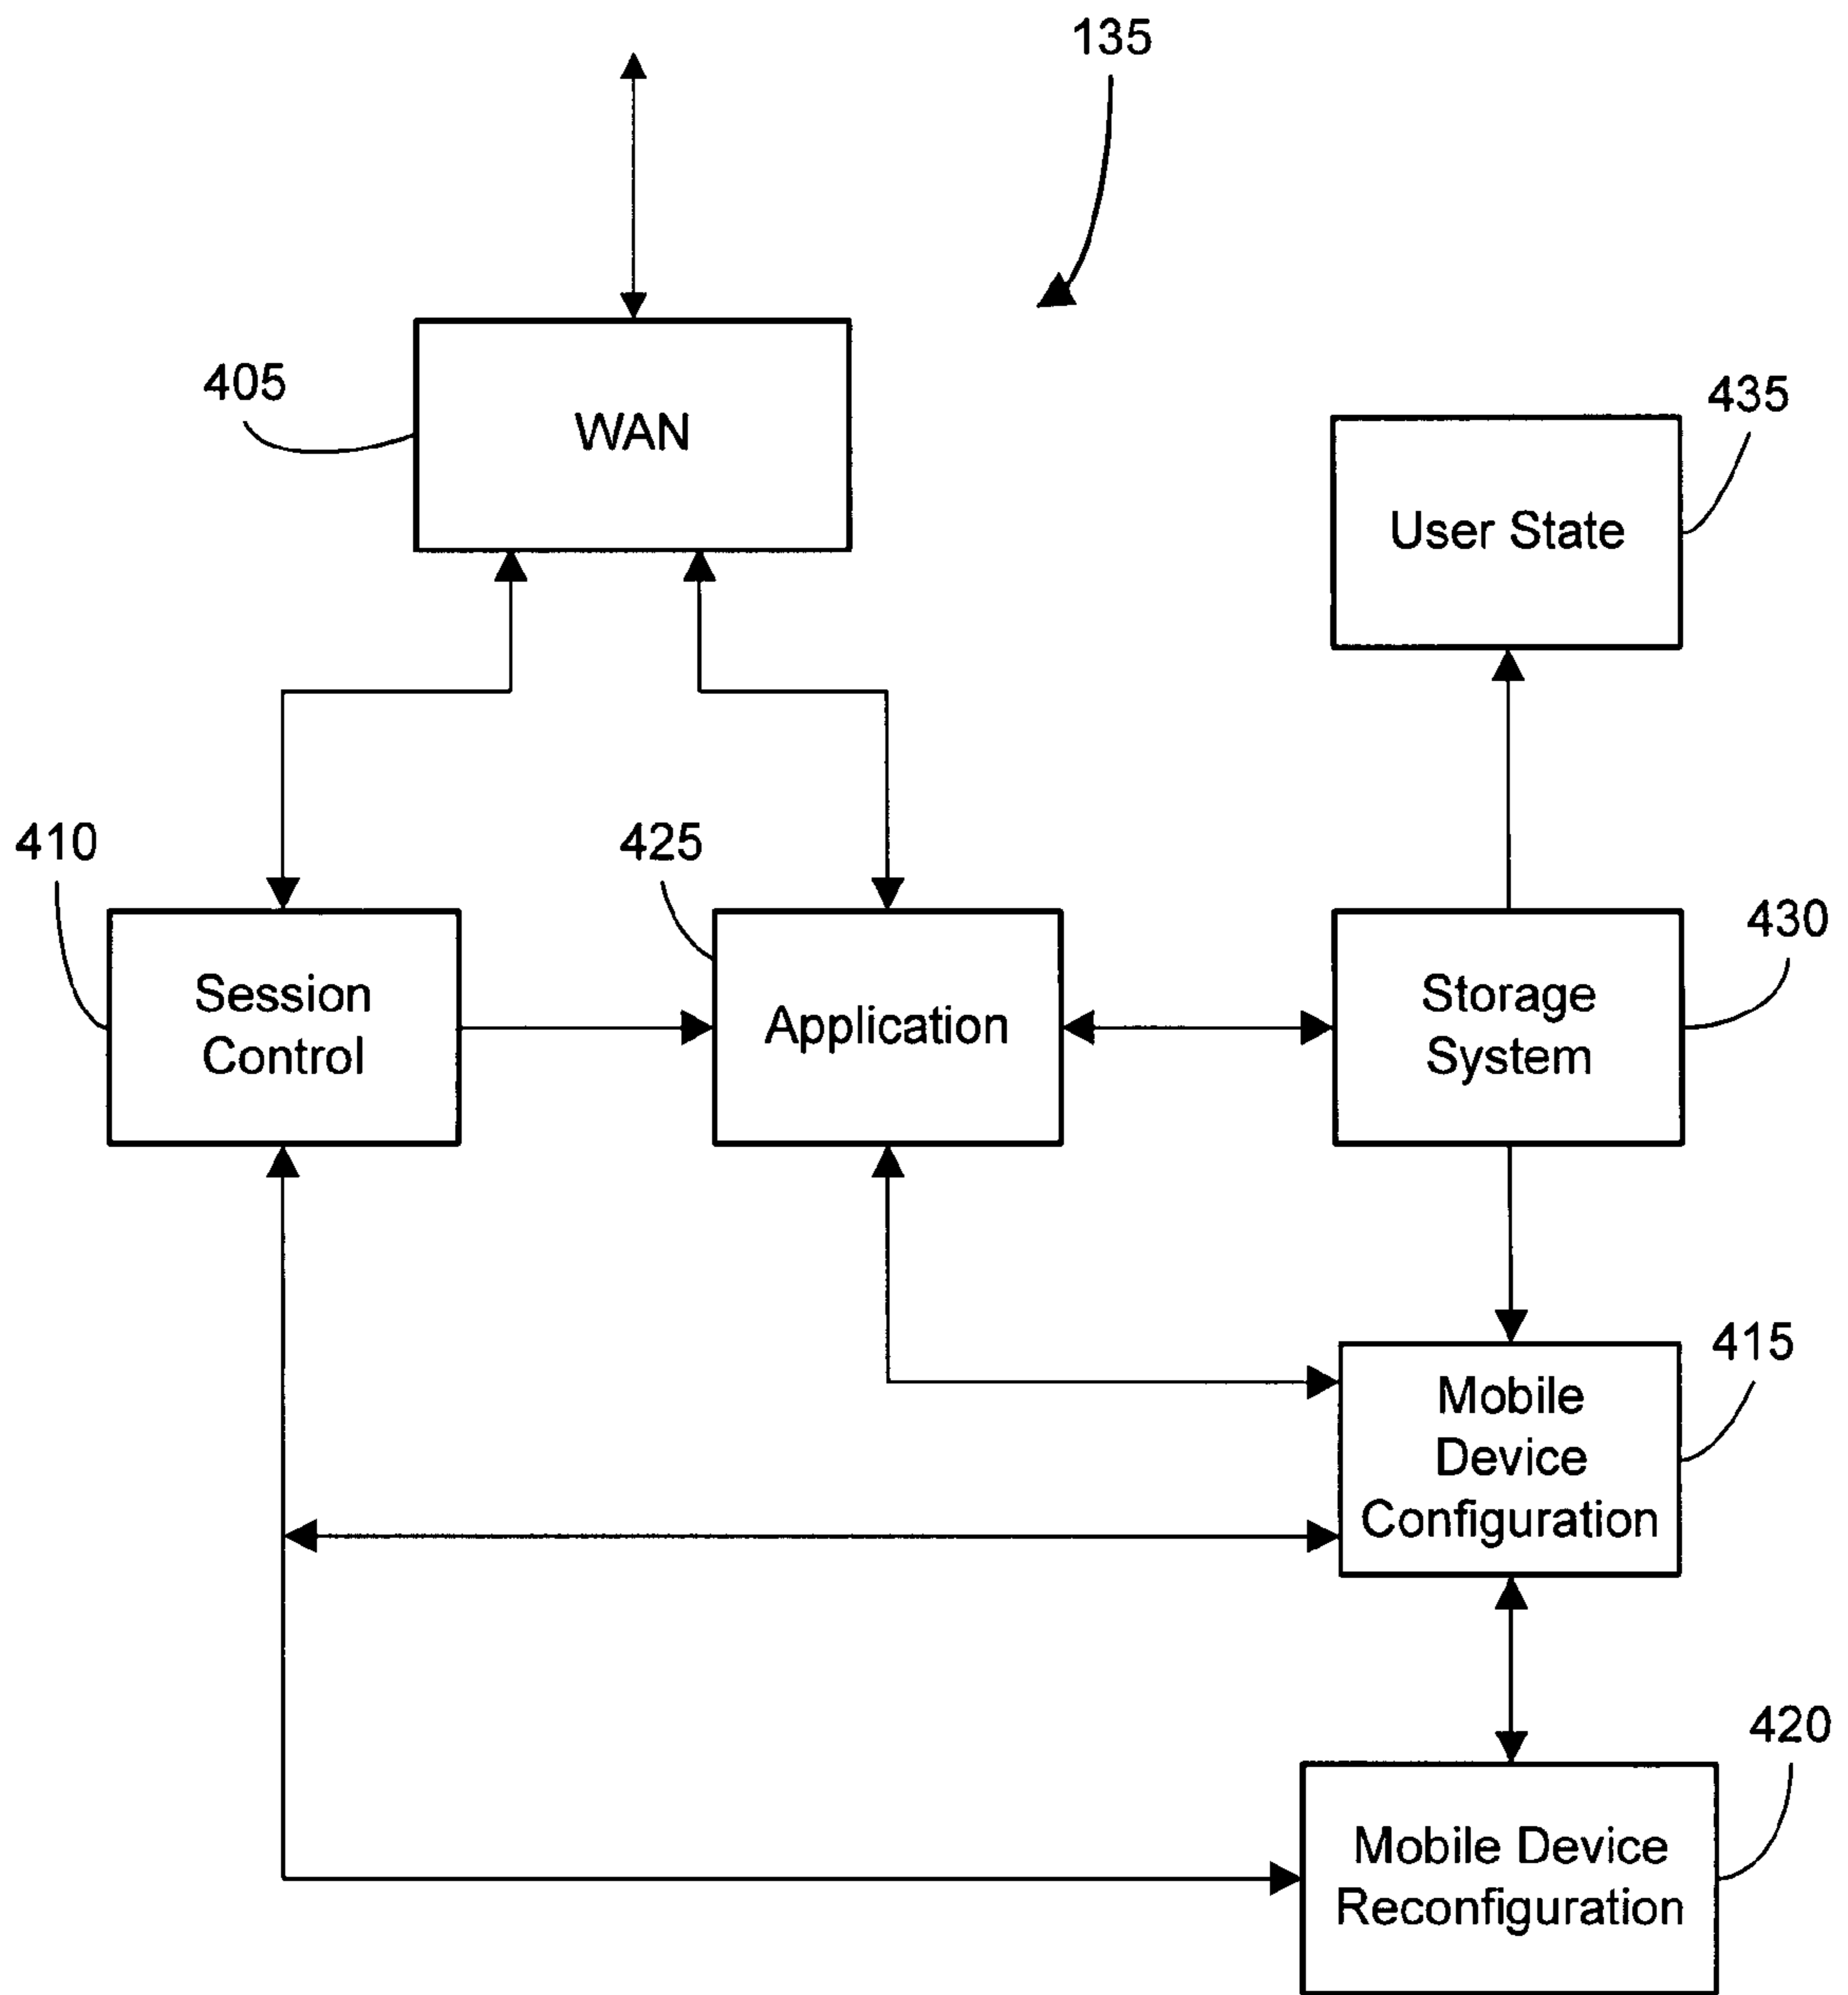 135
405
WAN
435
User State
410
425
430
Session
Control
Application
Storage
System
415
Mobile
Device
Configuration
420
Mobile Device
Reconfiguration